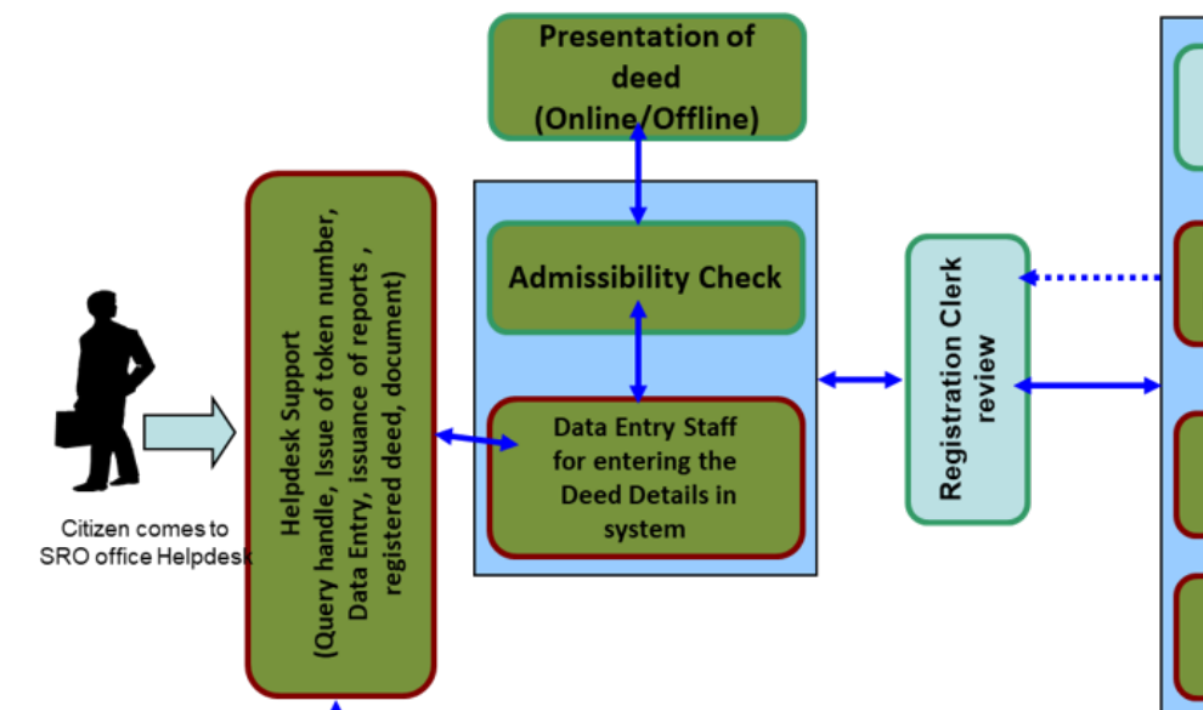 Presentation of
deed
(Online/Offline)
Helpdesk Support
(Query handle, Issue of token number,
Data Entry, issuance of reports ,
registered deed, document)
Admissibility Check
Data Entry Staff
for entering the
Deed Details in
system
Registration Clerk
review
Citizen comes to
SRO office Helpdesk